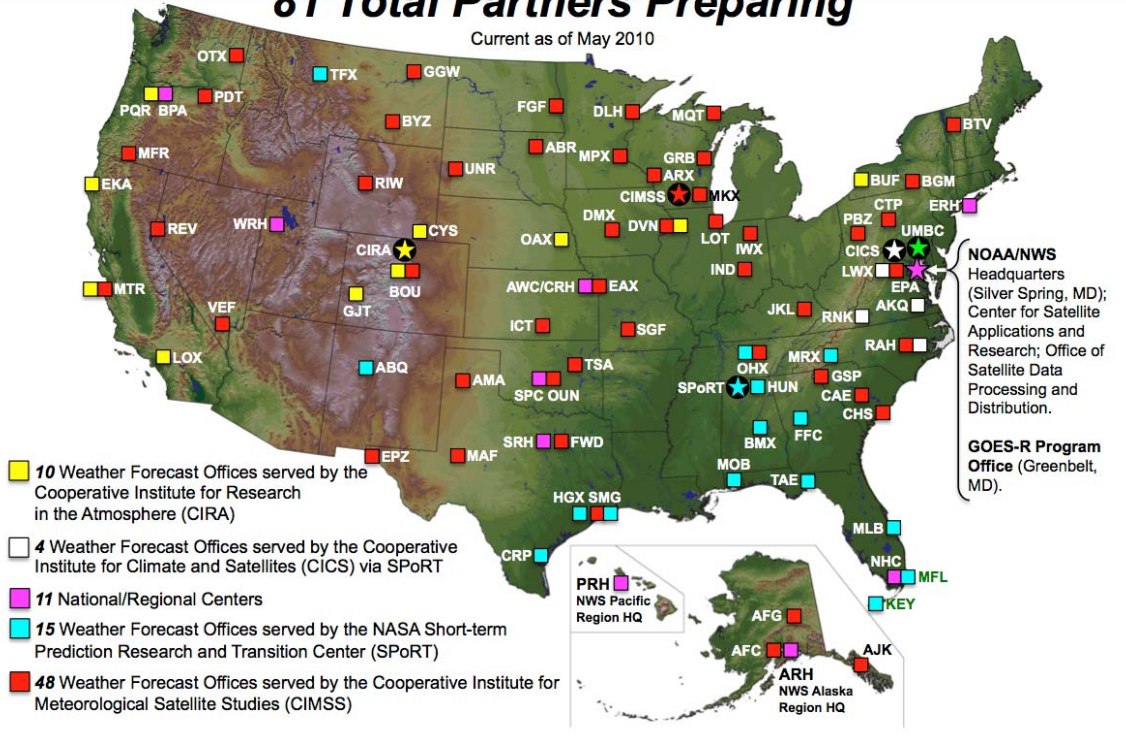 81 Total Partners Preparing
Current as of May 2010
OTX
TFX
GGW
PQR BPA
PDT
BYZ
FGF
DLH
MQT
BTV
MFR
ABR
MPX
GRB
ARX
EKA
RIW
UNR
CIMSS
MKX
BUF
BGM
REV
WRH
CYS
DMX
DVN
LOT
IWX
PBZ
CTP
ERH
UMBC
CIRA
OAX
CICS
BOU
IND
LWX
EPA
MTR
GJT
AWC/CRH
EAX
AKQ
VEF
ICT
SGF
JKL
RNK
RAH
LOX
ABQ
AMA
TSA
SPC OUN
OHX
MRX
GSP
SPoRT
HUN
CAE
CHS
SRH
FWD
BMX
FFC
EPZ
MAF
MOB
TAE
HGX SMG
MLB
CRP
NHC
MFL
KEY
NOAA/NWS
Headquarters
(Silver Spring, MD);
Center for Satellite
Applications and
Research; Office of
Satellite Data
Processing and
Distribution.
GOES-R Program
Office (Greenbelt,
MD).
10 Weather Forecast Offices served by the
Cooperative Institute for Research
in the Atmosphere (CIRA)
4 Weather Forecast Offices served by the Cooperative
Institute for Climate and Satellites (CICS) via SPoRT
11 National/Regional Centers
15 Weather Forecast Offices served by the NASA Short-term
Prediction Research and Transition Center (SPoRT)
48 Weather Forecast Offices served by the Cooperative Institute for
Meteorological Satellite Studies (CIMSS)
PRH
NWS Pacific
Region HQ
AFG
AFC
AJK
ARH
NWS Alaska
Region HQ